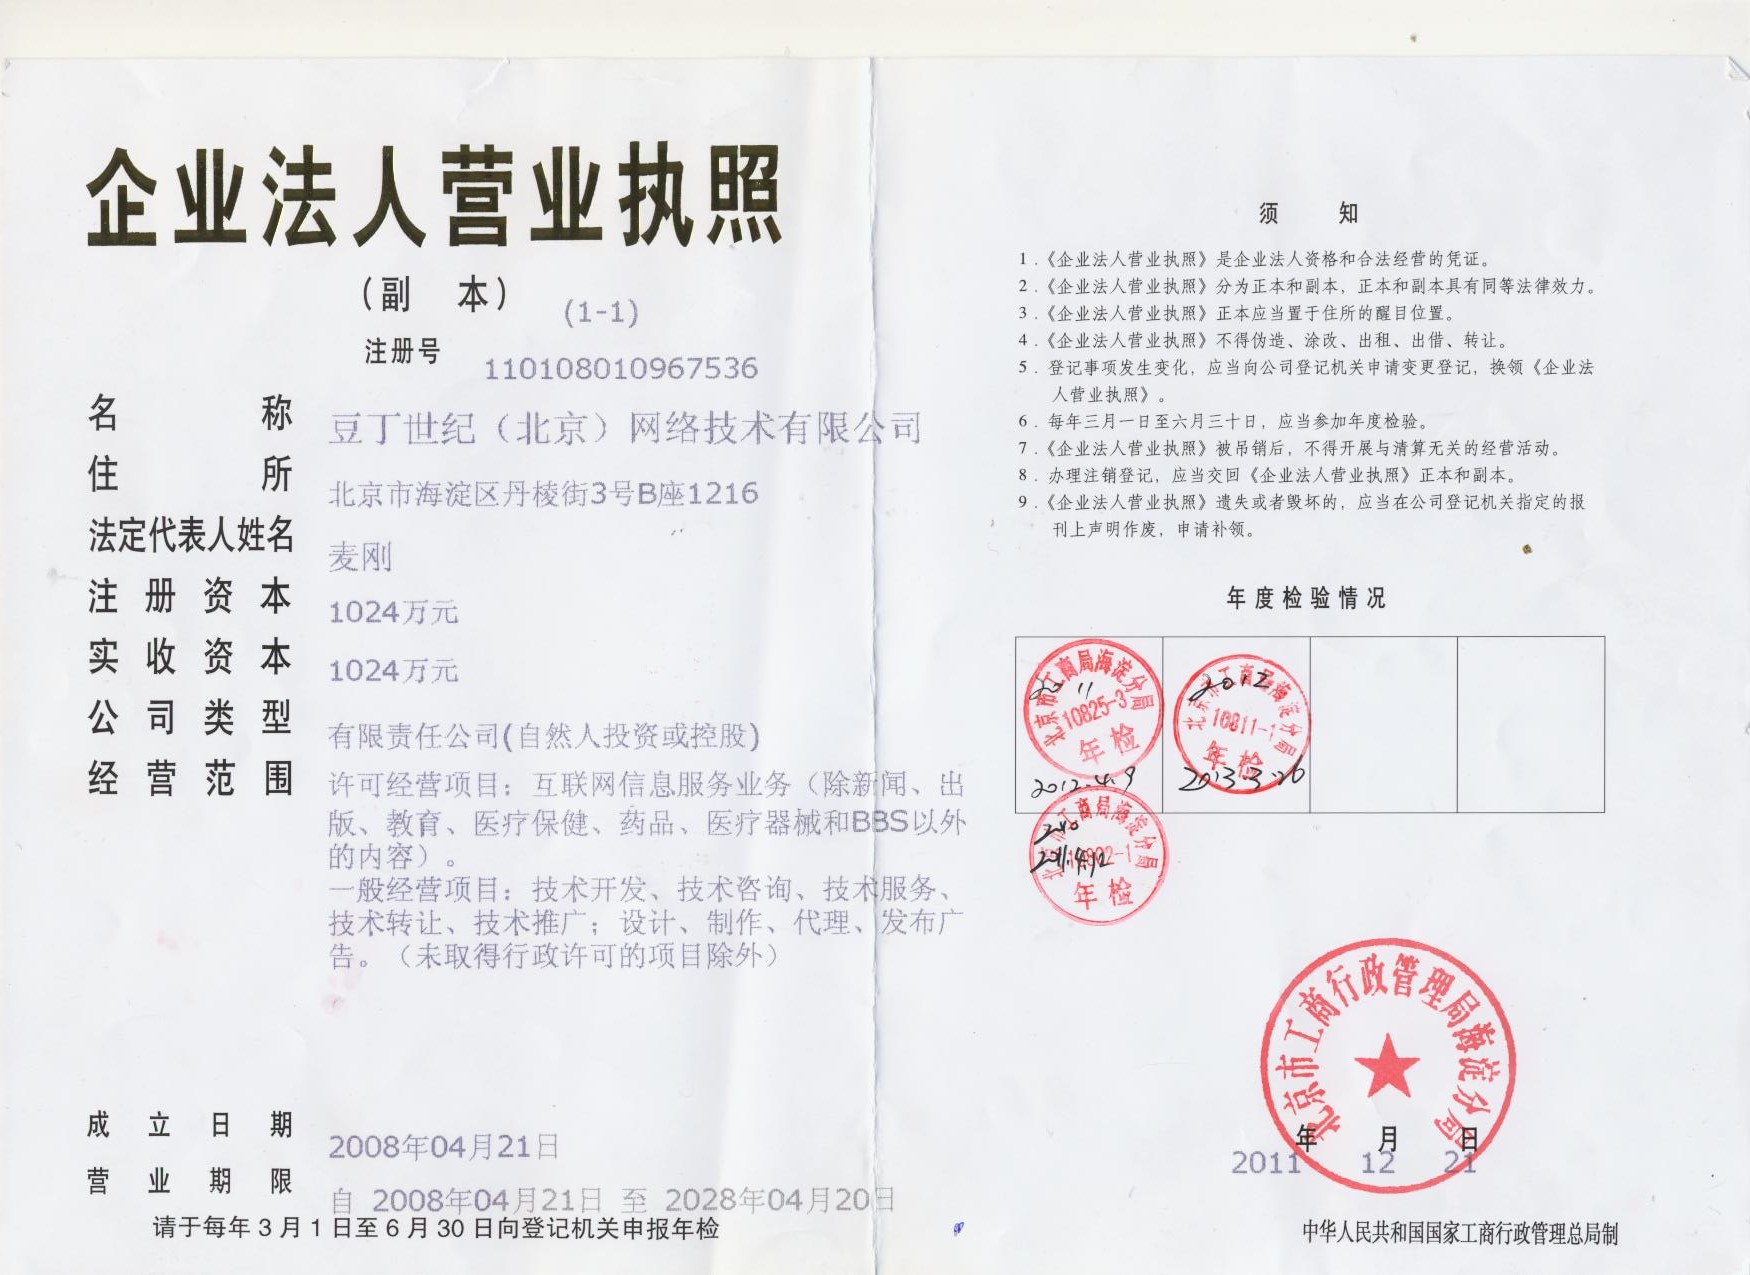 企业法人营业执照
（副 本） (1-1)
注册号 110108010967536
名称 豆丁世纪（北京）网络技术有限公司
住所 北京市海淀区丹棱街3号B座1216
法定代表人姓名 麦刚
注册资本 1024万元
实收资本 1024万元
公司类型 有限责任公司(自然人投资或控股)
经营范围 许可经营项目：互联网信息服务业务（除新闻、出
版、教育、医疗保健、药品、医疗器械和BBS以外
的内容）。
一般经营项目：技术开发、技术咨询、技术服务、
技术转让、技术推广；设计、制作、代理、发布广
告。（未取得行政许可的项目除外）
成立日期 2008年04月21日
营业期限 自 2008年04月21日 至 2028年04月20日
请于每年3月1日至6月30日向登记机关申报年检
须 知
1．《企业法人营业执照》是企业法人资格和合法经营的凭证。
2．《企业法人营业执照》分为正本和副本，正本和副本具有同等法律效力。
3．《企业法人营业执照》正本应当置于住所的醒目位置。
4．《企业法人营业执照》不得伪造、涂改、出租、出借、转让。
5．登记事项发生变化，应当向公司登记机关申请变更登记，换领《企业法
人营业执照》。
6．每年三月一日至六月三十日，应当参加年度检验。
7．《企业法人营业执照》被吊销后，不得开展与清算无关的经营活动。
8．办理注销登记，应当交回《企业法人营业执照》正本和副本。
9．《企业法人营业执照》遗失或者毁坏的，应当在公司登记机关指定的报
刊上声明作废，申请补领。
年度检验情况
北京市工商局海淀分局
2011
10825-3
年检
2012.4.9
北京市工商局海淀分局
2012
10811-1
年检
2013.3.26
北京市工商局海淀分局
年检
北京市工商行政管理局海淀分局
年 月 日
2011 12 21
中华人民共和国国家工商行政管理总局制